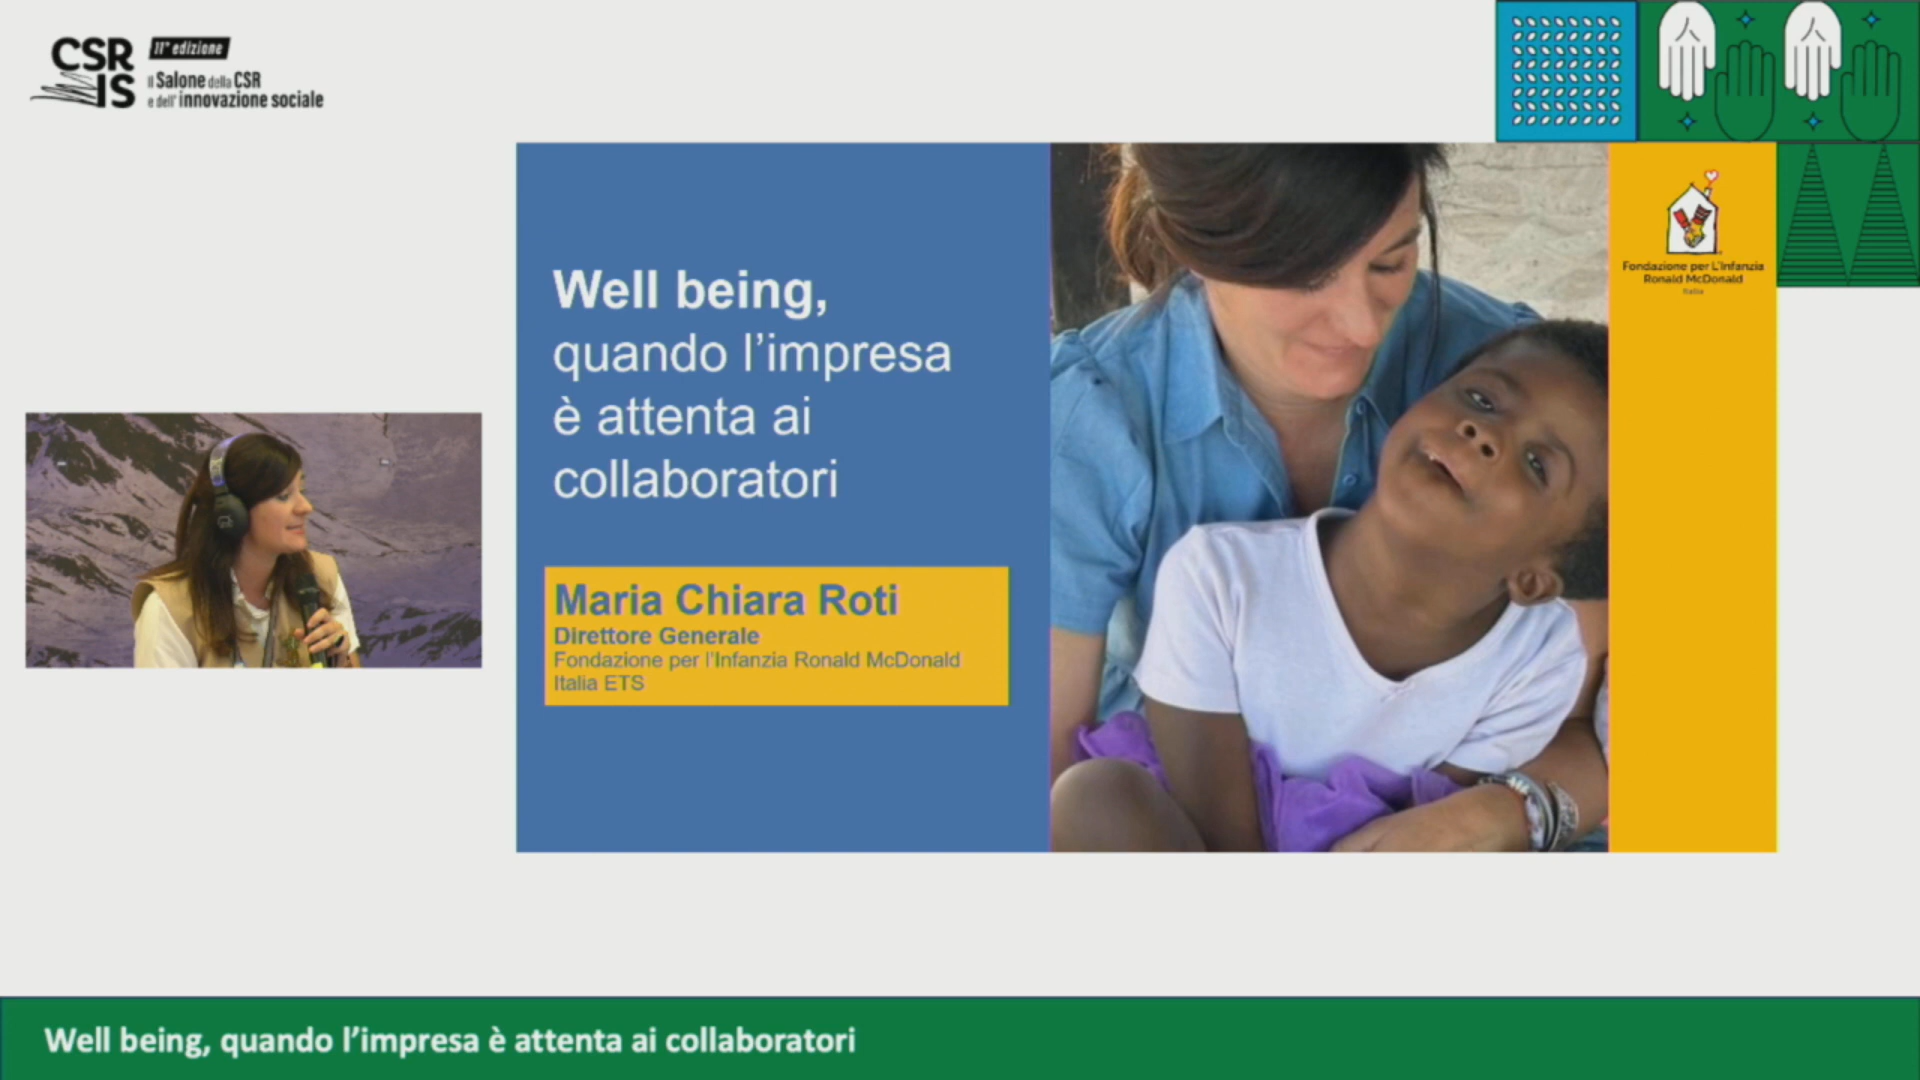 CSR
IS
11° edizione
Il Salone della CSR
e dell' innovazione sociale
Well being,
quando l'impresa
è attenta ai
collaboratori
Maria Chiara Roti
Direttore Generale
Fondazione per l'Infanzia Ronald McDonald
Italia ETS
Fondazione per L'Infanzia
Ronald McDonald
Italia
Well being, quando l'impresa è attenta ai collaboratori